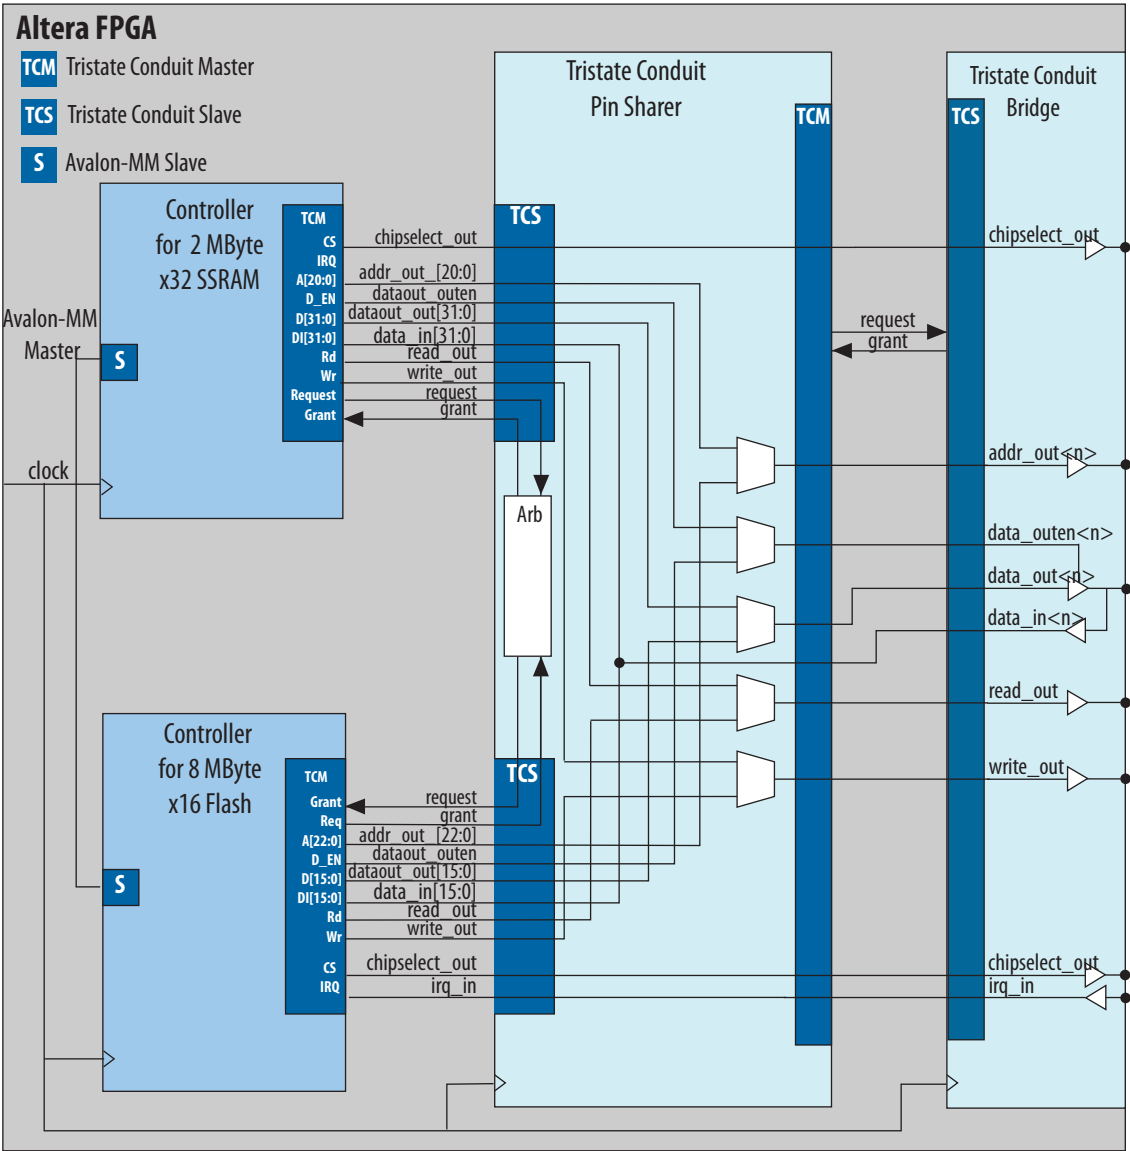 Altera FPGA
TCM Tristate Conduit Master
TCS Tristate Conduit Slave
S Avalon-MM Slave
Tristate Conduit
Pin Sharer
TCM
Tristate Conduit
Bridge
TCS
Controller
for 2 MByte
x32 SSRAM
TCM
CS
IRQ
A[20:0]
D_EN
D[31:0]
DI[31:0]
Rd
Wr
Request
Grant
chipselect_out
addr_out_[20:0]
dataout_outen
dataout_out[31:0]
data_in[31:0]
read_out
write_out
request
grant
TCS
Avalon-MM
Master
S
clock
Arb
request
grant
chipselect_out
addr_out<n>
data_outen<n>
data_out<n>
data_in<n>
read_out
write_out
chipselect_out
irq_in
Controller
for 8 MByte
x16 Flash
S
TCM
Grant
Req
A[22:0]
D_EN
D[15:0]
DI[15:0]
Rd
Wr
CS
IRQ
request
grant
addr_out_[22:0]
dataout_outen
dataout_out[15:0]
data_in[15:0]
read_out
write_out
chipselect_out
irq_in
TCS